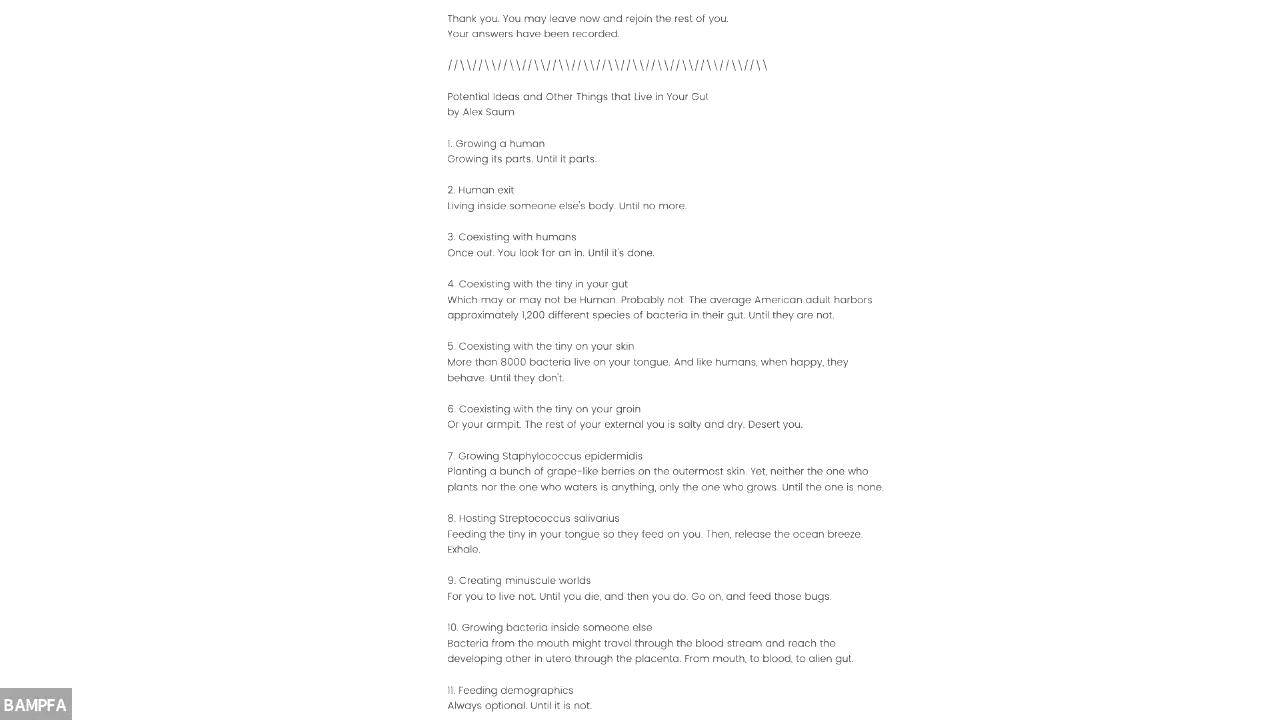 Thank you. You may leave now and rejoin the rest of you.
Your answers have been recorded.
//\\//\\//\\//\\//\\//\\//\\//\\//\\//\\//\\//\\//\\
Potential Ideas and Other Things that Live in Your Gut
by Alex Saum
1. Growing a human
Growing its parts. Until it parts.
2. Human exit
Living inside someone else's body. Until no more.
3. Coexisting with humans
Once out. You look for an in. Until it's done.
4. Coexisting with the tiny in your gut
Which may or may not be Human. Probably not. The average American adult harbors
approximately 1,200 different species of bacteria in their gut. Until they are not.
5. Coexisting with the tiny on your skin
More than 8000 bacteria live on your tongue. And like humans, when happy, they
behave. Until they don't.
6. Coexisting with the tiny on your groin
Or your armpit. The rest of your external you is salty and dry. Desert you.
7. Growing Staphylococcus epidermidis
Planting a bunch of grape-like berries on the outermost skin. Yet, neither the one who
plants nor the one who waters is anything, only the one who grows. Until the one is none.
8. Hosting Streptococcus salivarius
Feeding the tiny in your tongue so they feed on you. Then, release the ocean breeze.
Exhale.
9. Creating minuscule worlds
For you to live not. Until you die, and then you do. Go on, and feed those bugs.
10. Growing bacteria inside someone else
Bacteria from the mouth might travel through the blood stream and reach the
developing other in utero through the placenta. From mouth, to blood, to alien gut.
11. Feeding demographics
Always optional. Until it is not.
BAMPFA